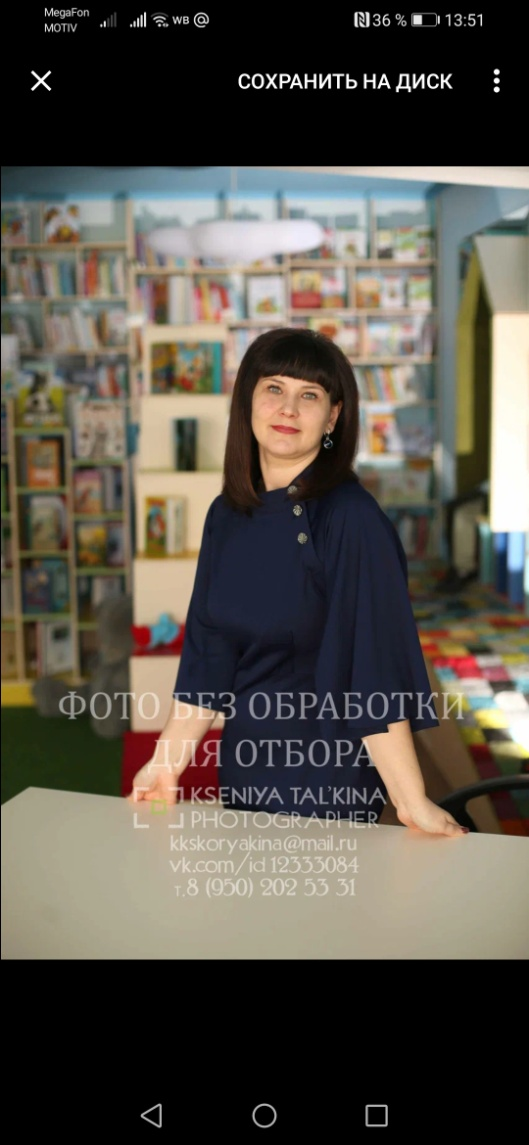 MegaFon
MOTIV
WB @
36 %
13:51
СОХРАНИТЬ НА ДИСК
ФОТО БЕЗ ОБРАБОТКИ
ДЛЯ ОТБОРА
KSENIYA TAL'KINA
PHOTOGRAPHER
kkskoryakina@mail.ru
vk.com/id12333084
т.8 (950) 202 53 31